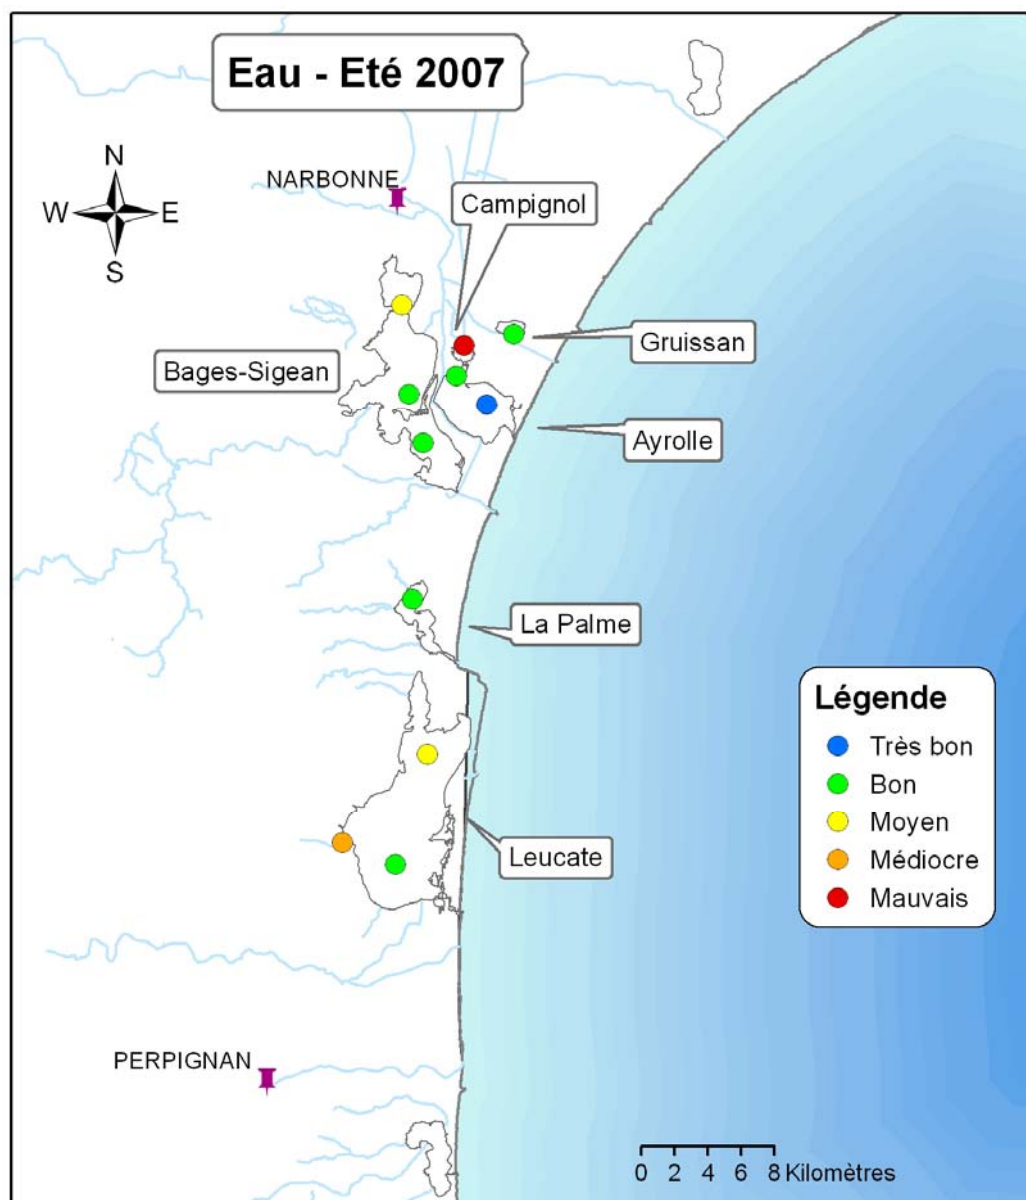 Eau - Eté 2007
N
W
E
S
NARBONNE
Campignol
Gruissan
Bages-Sigean
Ayrolle
La Palme
Leucate
Légende
Très bon
Bon
Moyen
Médiocre
Mauvais
PERPIGNAN
0 2 4 6 8 Kilomètres